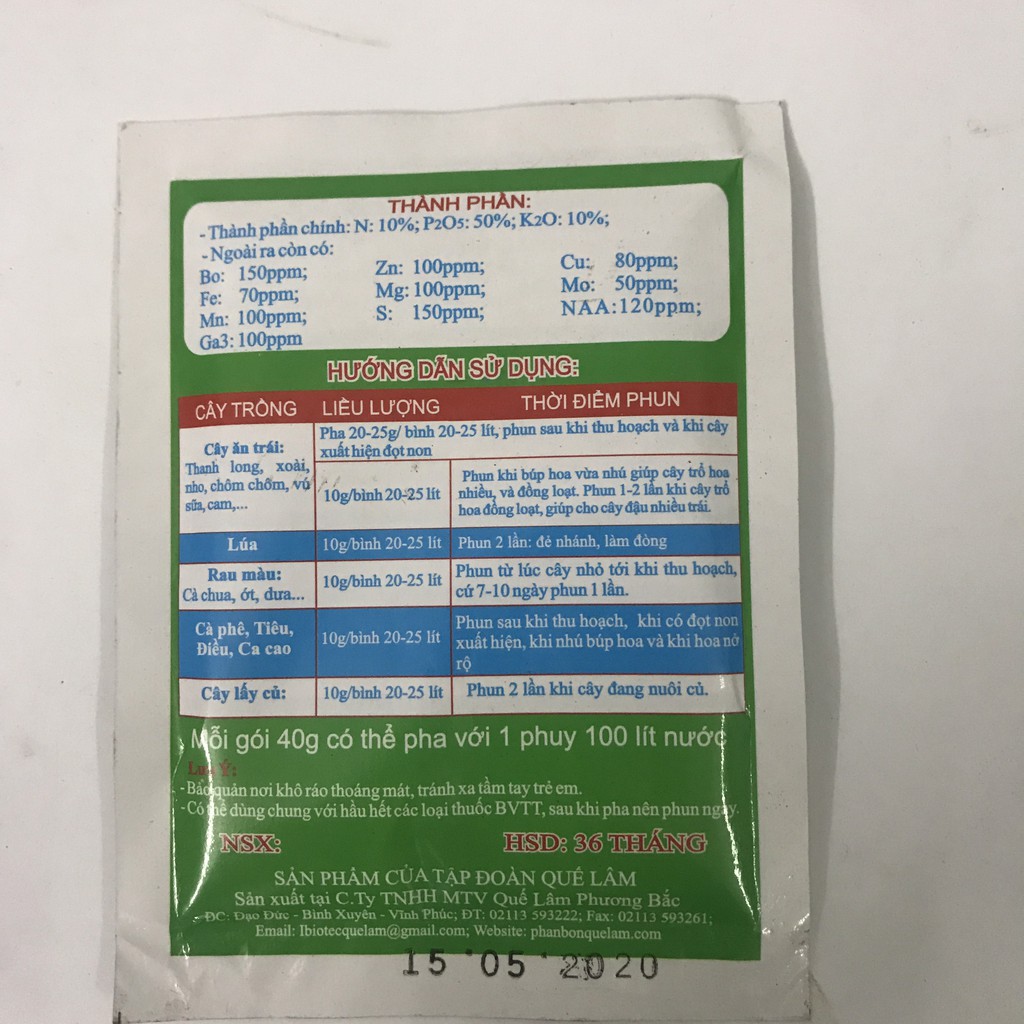 THÀNH PHẦN:
- Thành phần chính: N: 10%; P2O5: 50%; K2O: 10%;
- Ngoài ra còn có:
Bo: 150ppm; Zn: 100ppm; Cu: 80ppm;
Fe: 70ppm; Mg: 100ppm; Mo: 50ppm;
Mn: 100ppm; S: 150ppm; NAA: 120ppm;
Ga3: 100ppm
HƯỚNG DẪN SỬ DỤNG:
CÂY TRỒNG LIỀU LƯỢNG THỜI ĐIỂM PHUN
Cây ăn trái:
Thanh long, xoài,
nho, chôm chôm, vú
sữa, cam,...
Pha 20-25g/ bình 20-25 lít, phun sau khi thu hoạch và khi cây
xuất hiện đọt non
10g/bình 20-25 lít
Phun khi búp hoa vừa nhú giúp cây trổ hoa
nhiều, và đồng loạt. Phun 1-2 lần khi cây trổ
hoa đồng loạt, giúp cho cây đậu nhiều trái.
Lúa 10g/bình 20-25 lít Phun 2 lần: đẻ nhánh, làm đòng
Rau màu:
Cà chua, ớt, dưa...
10g/bình 20-25 lít
Phun từ lúc cây nhỏ tới khi thu hoạch,
cứ 7-10 ngày phun 1 lần.
Cà phê, Tiêu,
Điều, Ca cao
10g/bình 20-25 lít
Phun sau khi thu hoạch, khi có đọt non
xuất hiện, khi nhú búp hoa và khi hoa nở
rộ
Cây lấy củ: 10g/bình 20-25 lít Phun 2 lần khi cây đang nuôi củ.
Mỗi gói 40g có thể pha với 1 phuy 100 lít nước
Lưu Ý:
- Bảo quản nơi khô ráo thoáng mát, tránh xa tầm tay trẻ em.
- Có thể dùng chung với hầu hết các loại thuốc BVTT, sau khi pha nên phun ngay.
NSX: HSD: 36 THÁNG
SẢN PHẨM CỦA TẬP ĐOÀN QUẾ LÂM
Sản xuất tại C.Ty TNHH MTV Quế Lâm Phương Bắc
ĐC: Đạo Đức - Bình Xuyên - Vĩnh Phúc; ĐT: 02113 593222; Fax: 02113 593261;
Email: Ibiotecquelam@gmail.com; Website: phanbonquelam.com
15 05 2020